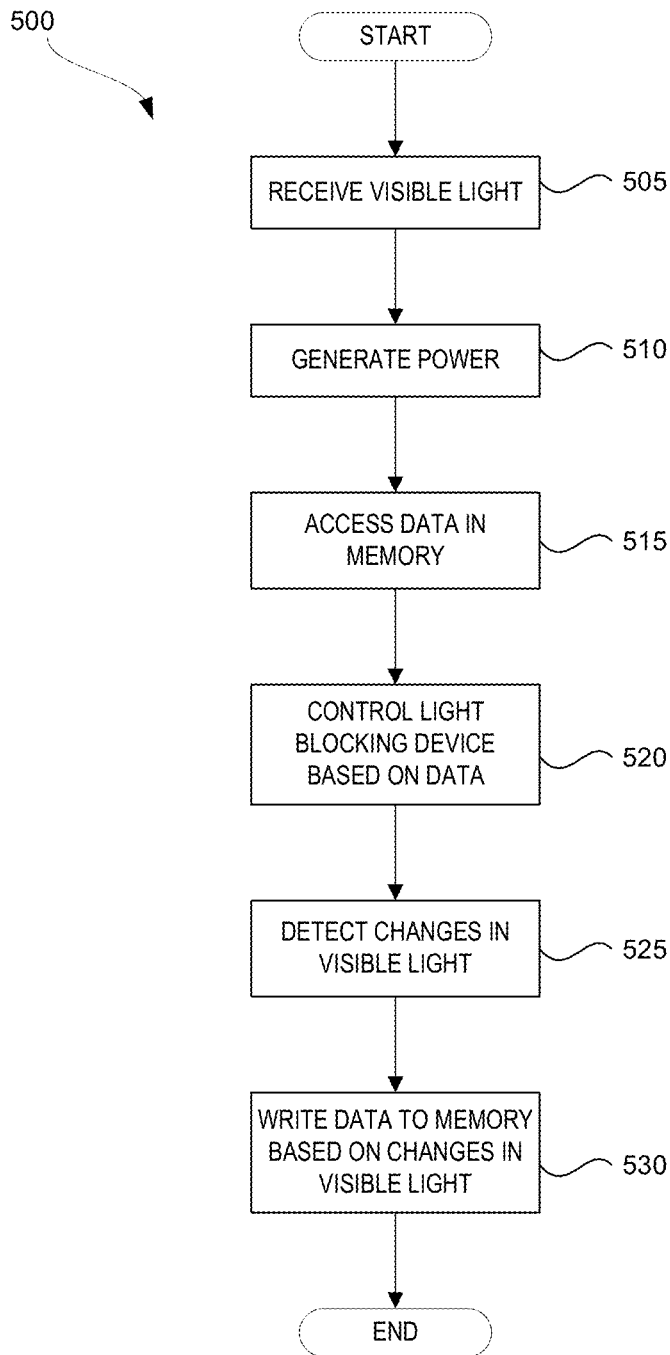 500
START
RECEIVE VISIBLE LIGHT
505
GENERATE POWER
510
ACCESS DATA IN
MEMORY
515
CONTROL LIGHT
BLOCKING DEVICE
BASED ON DATA
520
DETECT CHANGES IN
VISIBLE LIGHT
525
WRITE DATA TO MEMORY
BASED ON CHANGES IN
VISIBLE LIGHT
530
END